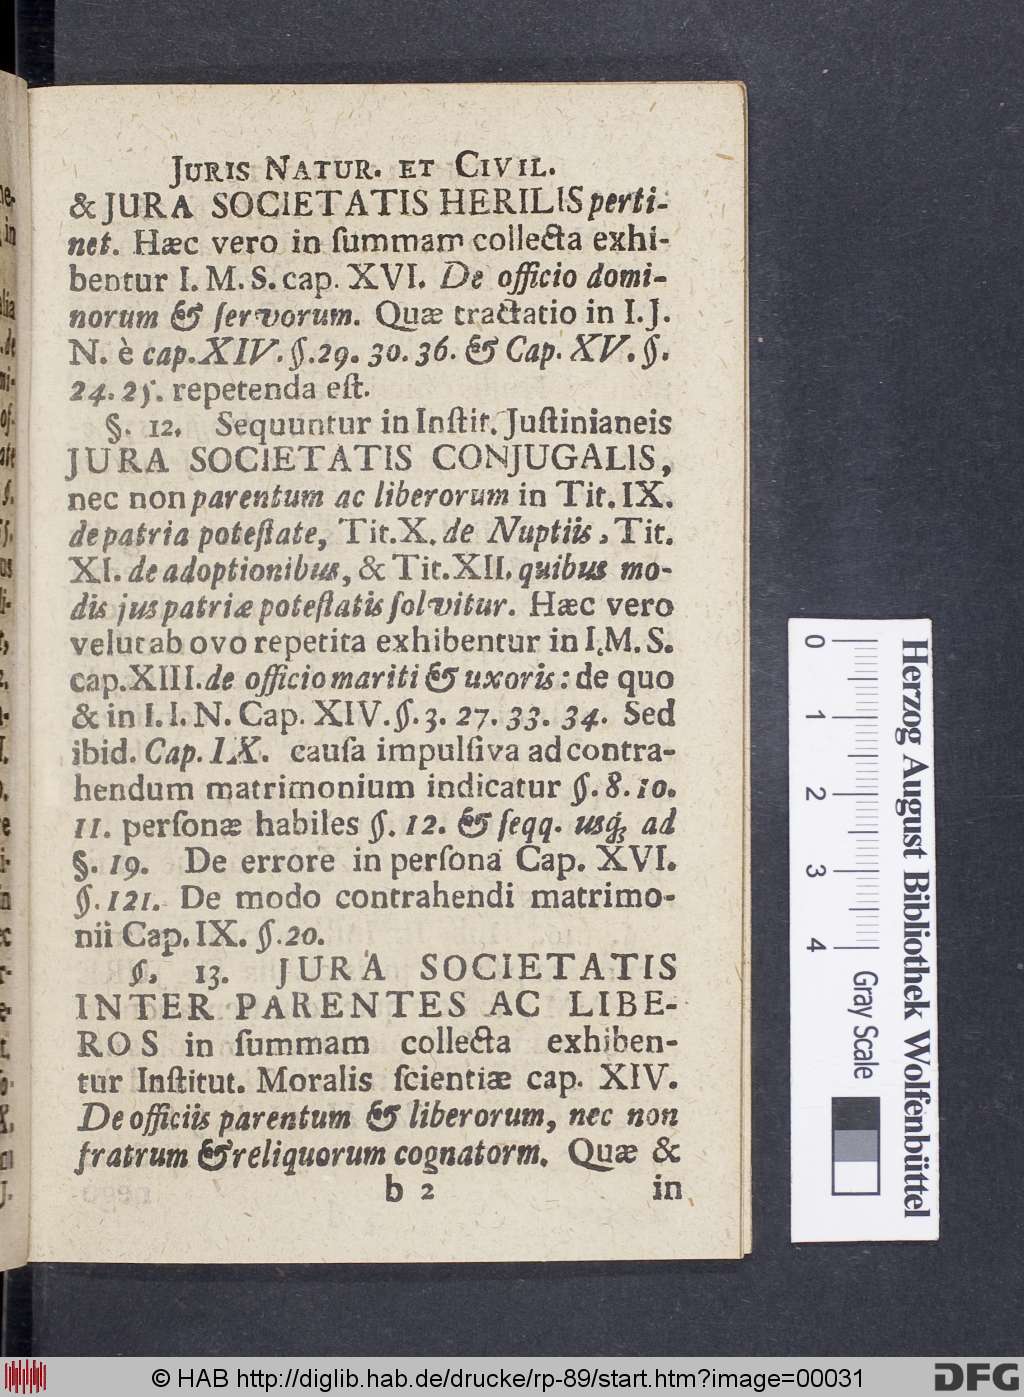 JURIS NATUR. ET CIVIL.
& JURA SOCIETATIS HERILIS perti-
net. Hæc vero in ſummam collecta exhi-
bentur I. M. S. cap. XVI. De officio domi-
norum & ſervorum. Quæ tractatio in I. J.
N. è cap. XIV. §. 29. 30. 36. & Cap. XV. §.
24. 25. repetenda eſt.
§. 12. Sequuntur in Inſtit. Juſtinianeis
JURA SOCIETATIS CONJUGALIS,
nec non parentum ac liberorum in Tit. IX.
de patria poteſtate, Tit. X. de Nuptiis, Tit.
XI. de adoptionibus, & Tit. XII. quibus mo-
dis jus patriæ poteſtatis ſolvitur. Hæc vero
velut ab ovo repetita exhibentur in I. M. S.
cap. XIII. de officio mariti & uxoris: de quo
& in I. I. N. Cap. XIV. §. 3. 27. 33. 34. Sed
ibid. Cap. IX. cauſa impulſiva ad contra-
hendum matrimonium indicatur §. 8. 10.
11. perſonæ habiles §. 12. & ſeqq. usq́ꝫ ad
§. 19. De errore in perſona Cap. XVI.
§. 121. De modo contrahendi matrimo-
nii Cap. IX. §. 20.
§. 13. JURA SOCIETATIS
INTER PARENTES AC LIBE-
ROS in ſummam collecta exhiben-
tur Inſtitut. Moralis ſcientiæ cap. XIV.
De officiis parentum & liberorum, nec non
fratrum & reliquorum cognatorm. Quæ &
b 2 in
0 1 2 3 4
Gray Scale
Herzog August Bibliothek Wolfenbüttel
© HAB http://diglib.hab.de/drucke/rp-89/start.htm?image=00031
DFG